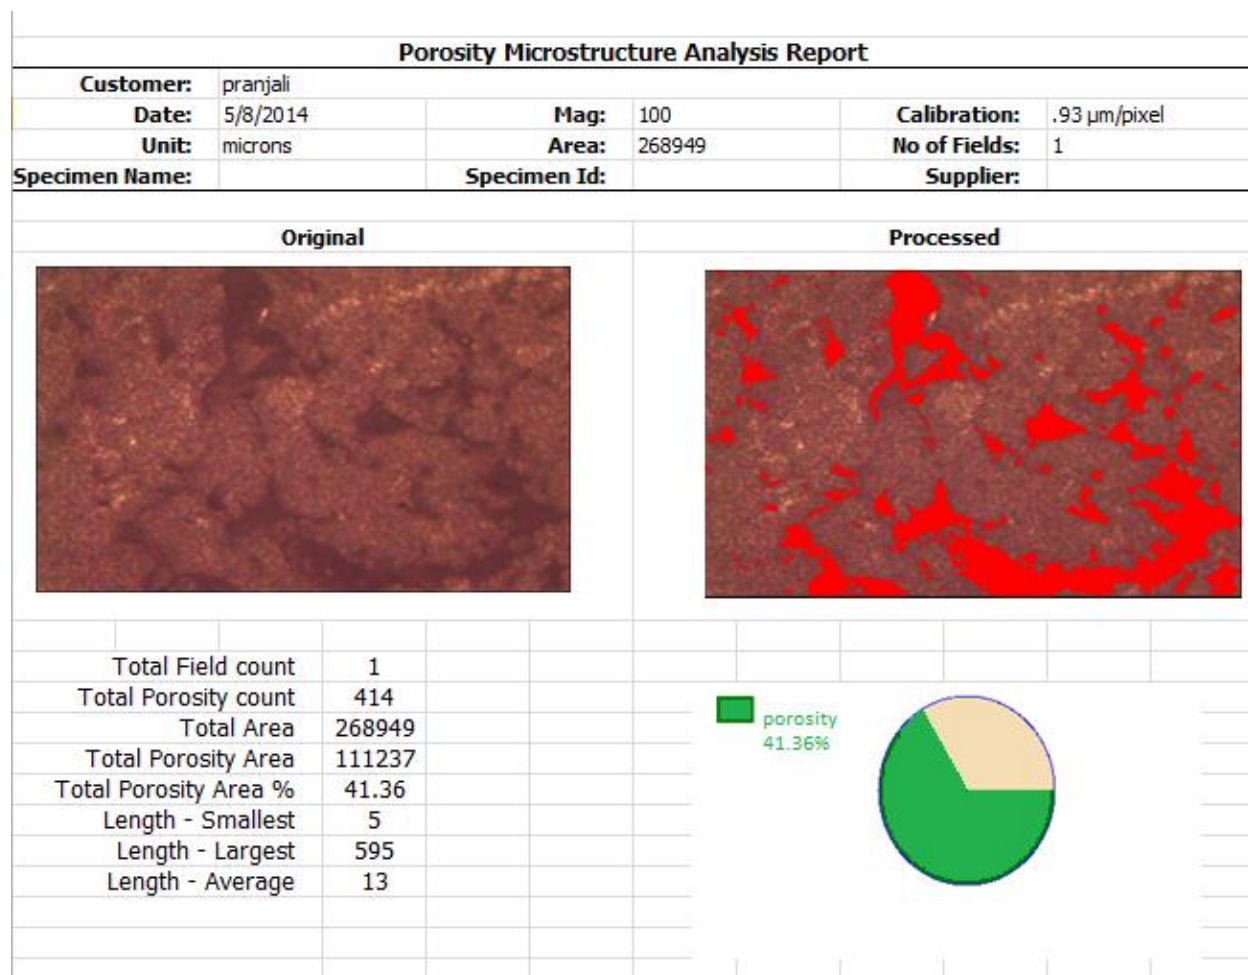 Porosity Microstructure Analysis Report
Customer: pranjali
Date: 5/8/2014 Mag: 100 Calibration: .93 µm/pixel
Unit: microns Area: 268949 No of Fields: 1
Specimen Name: Specimen Id: Supplier:
Original Processed
Total Field count 1
Total Porosity count 414
Total Area 268949
Total Porosity Area 111237
Total Porosity Area % 41.36
Length - Smallest 5
Length - Largest 595
Length - Average 13
porosity
41.36%